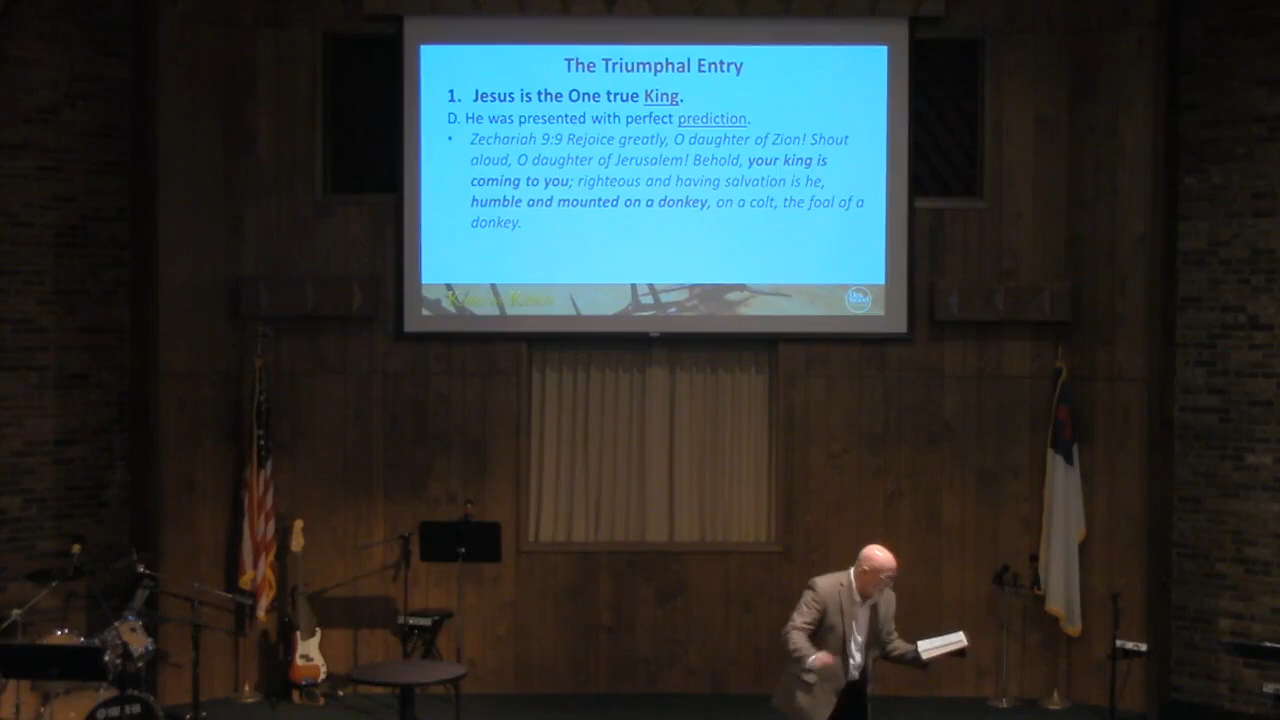 The Triumphal Entry
1. Jesus is the One true King.
D. He was presented with perfect prediction.
• Zechariah 9:9 Rejoice greatly, O daughter of Zion! Shout
aloud, O daughter of Jerusalem! Behold, your king is
coming to you; righteous and having salvation is he,
humble and mounted on a donkey, on a colt, the foal of a
donkey.